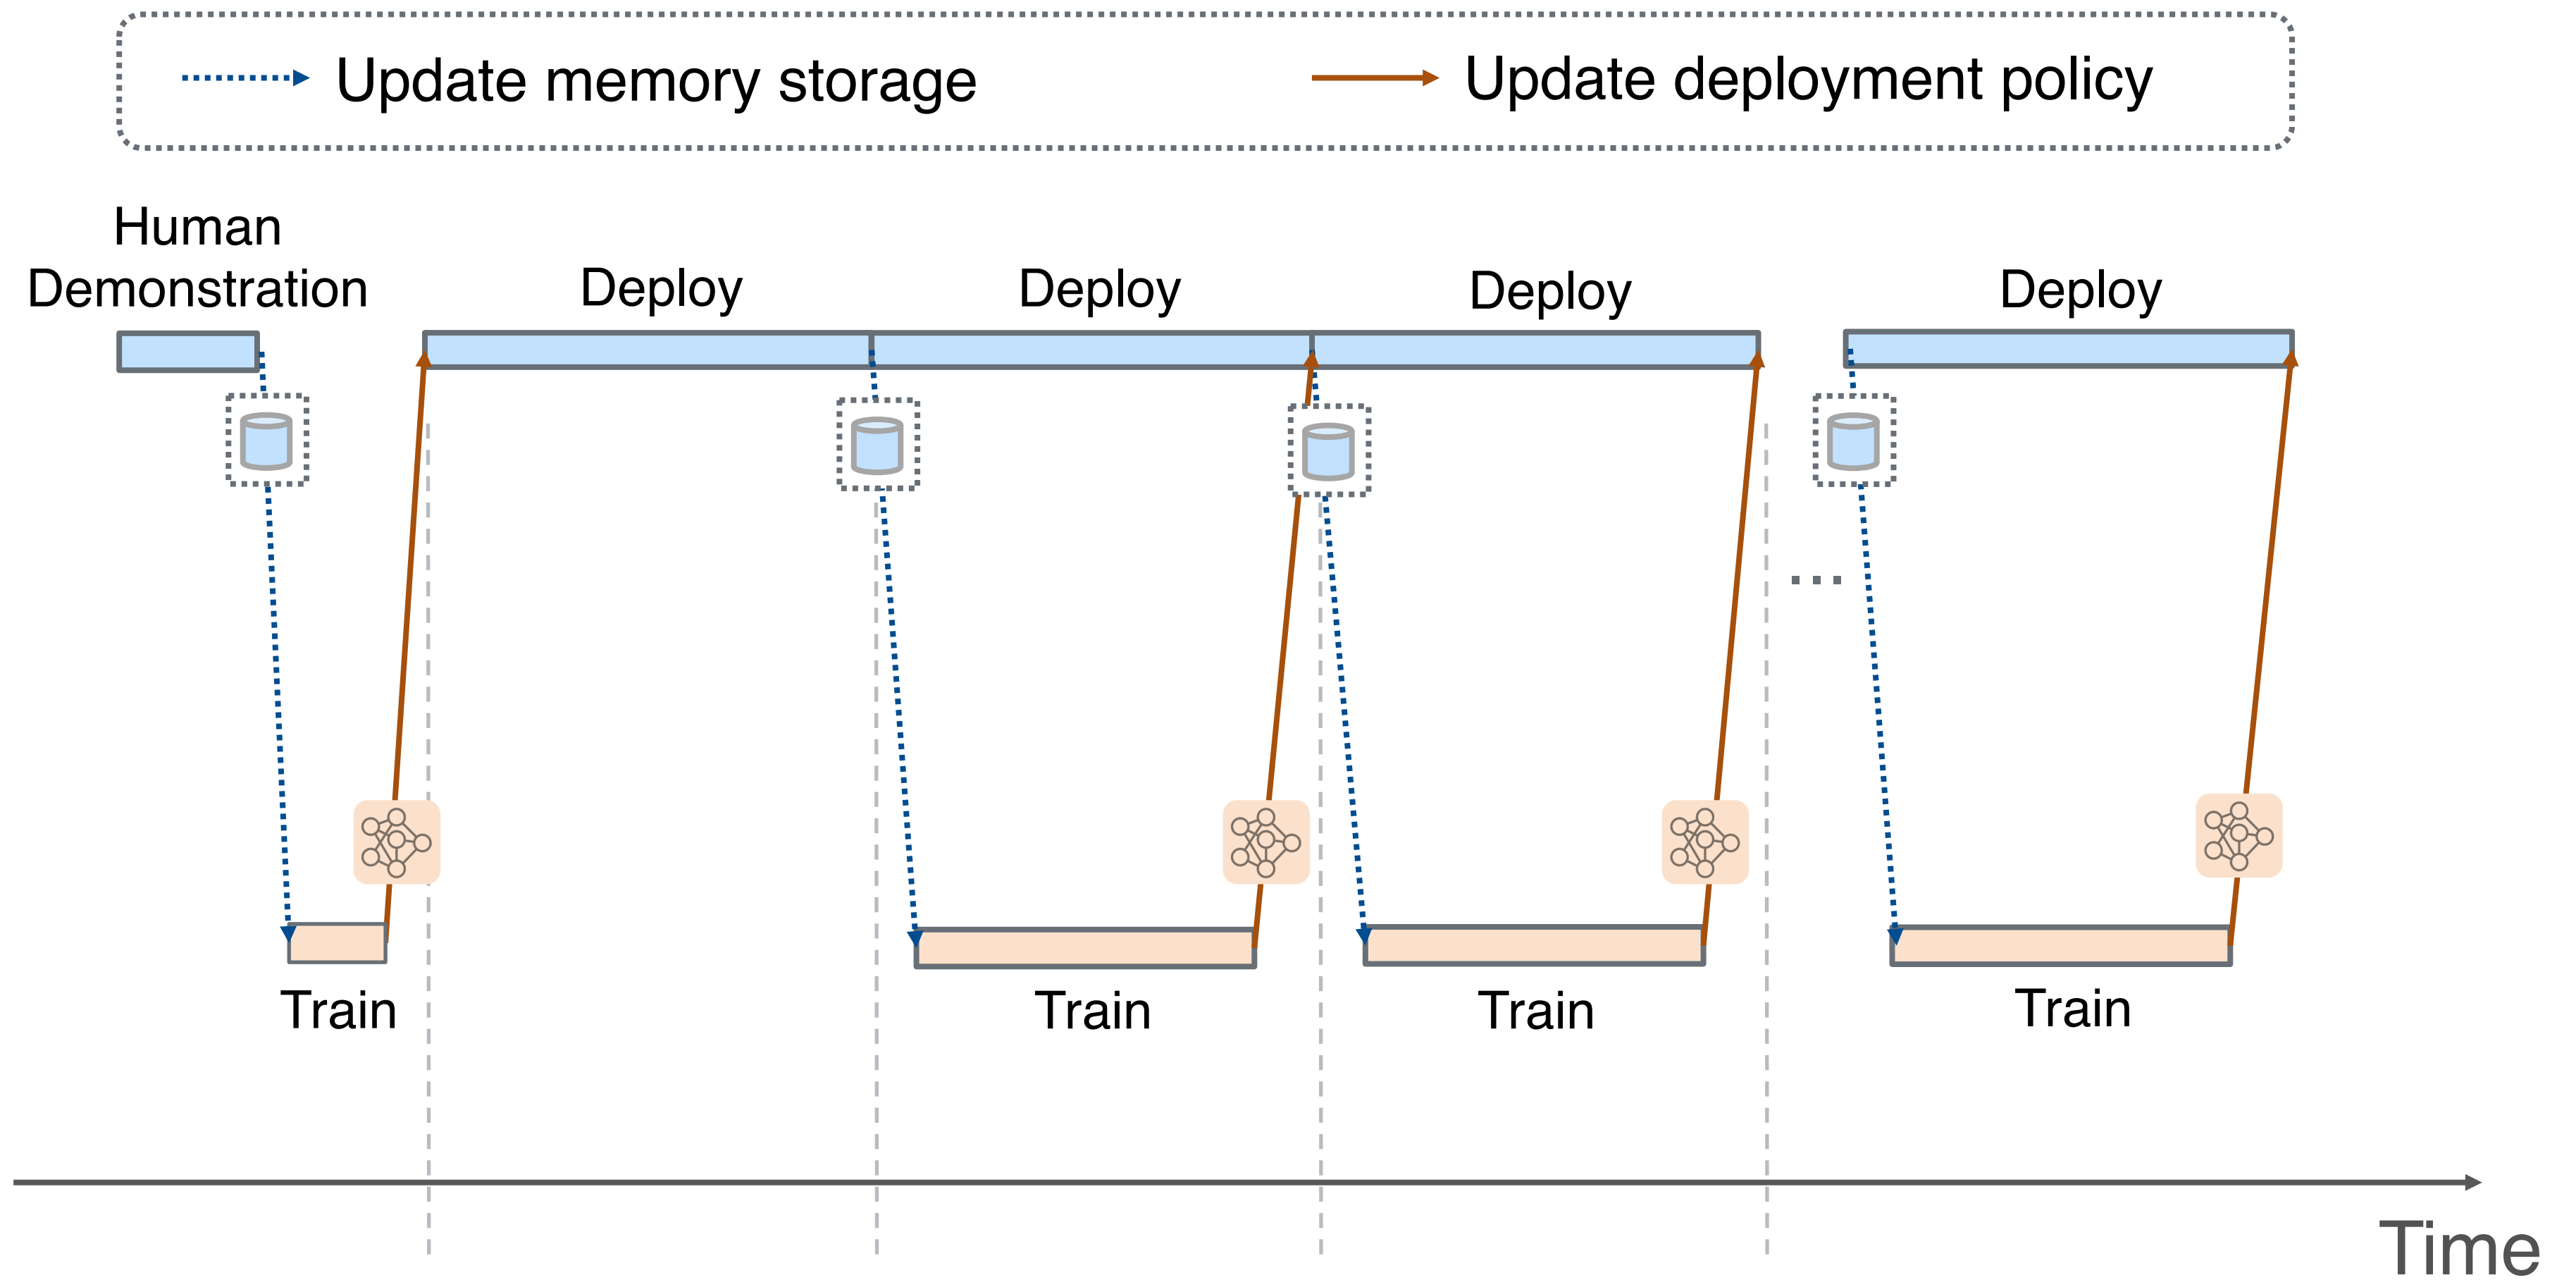 Update memory storage
Update deployment policy
Human
Demonstration
Deploy
Deploy
Deploy
Deploy
...
Train
Train
Train
Train
Time